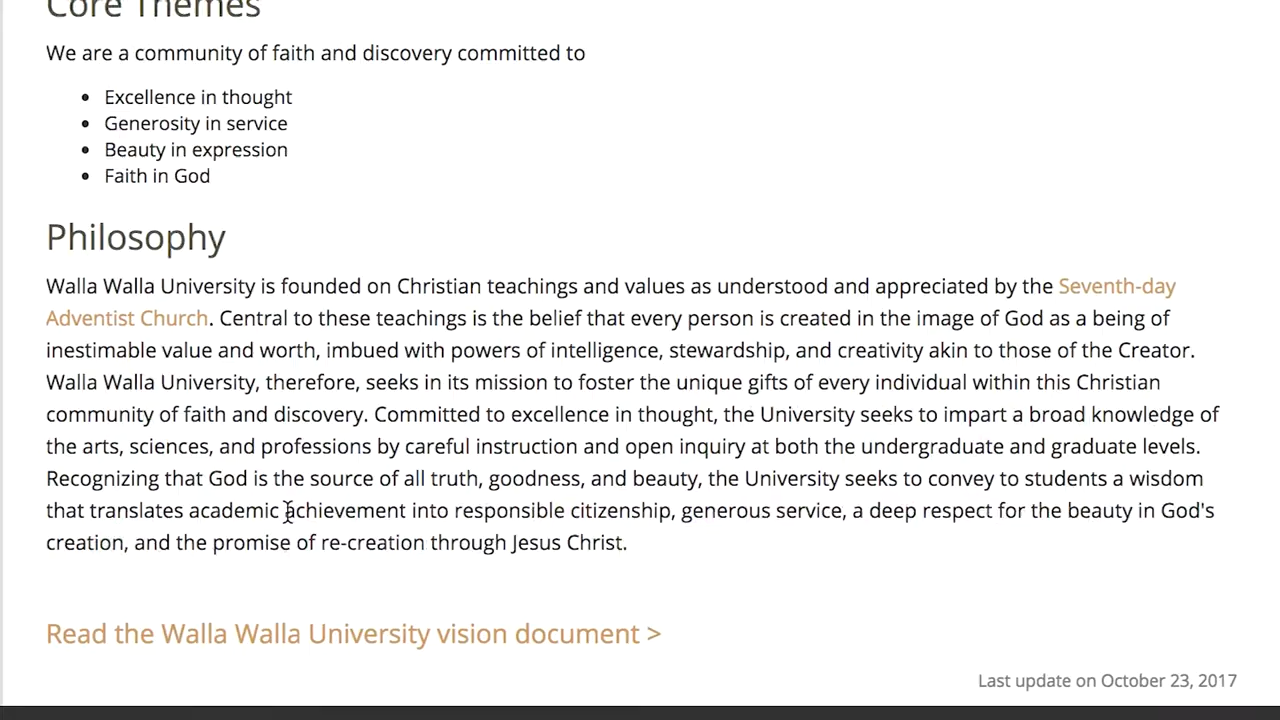 Core Themes
We are a community of faith and discovery committed to
• Excellence in thought
• Generosity in service
• Beauty in expression
• Faith in God
Philosophy
Walla Walla University is founded on Christian teachings and values as understood and appreciated by the Seventh-day
Adventist Church. Central to these teachings is the belief that every person is created in the image of God as a being of
inestimable value and worth, imbued with powers of intelligence, stewardship, and creativity akin to those of the Creator.
Walla Walla University, therefore, seeks in its mission to foster the unique gifts of every individual within this Christian
community of faith and discovery. Committed to excellence in thought, the University seeks to impart a broad knowledge of
the arts, sciences, and professions by careful instruction and open inquiry at both the undergraduate and graduate levels.
Recognizing that God is the source of all truth, goodness, and beauty, the University seeks to convey to students a wisdom
that translates academic achievement into responsible citizenship, generous service, a deep respect for the beauty in God's
creation, and the promise of re-creation through Jesus Christ.
Read the Walla Walla University vision document >
Last update on October 23, 2017